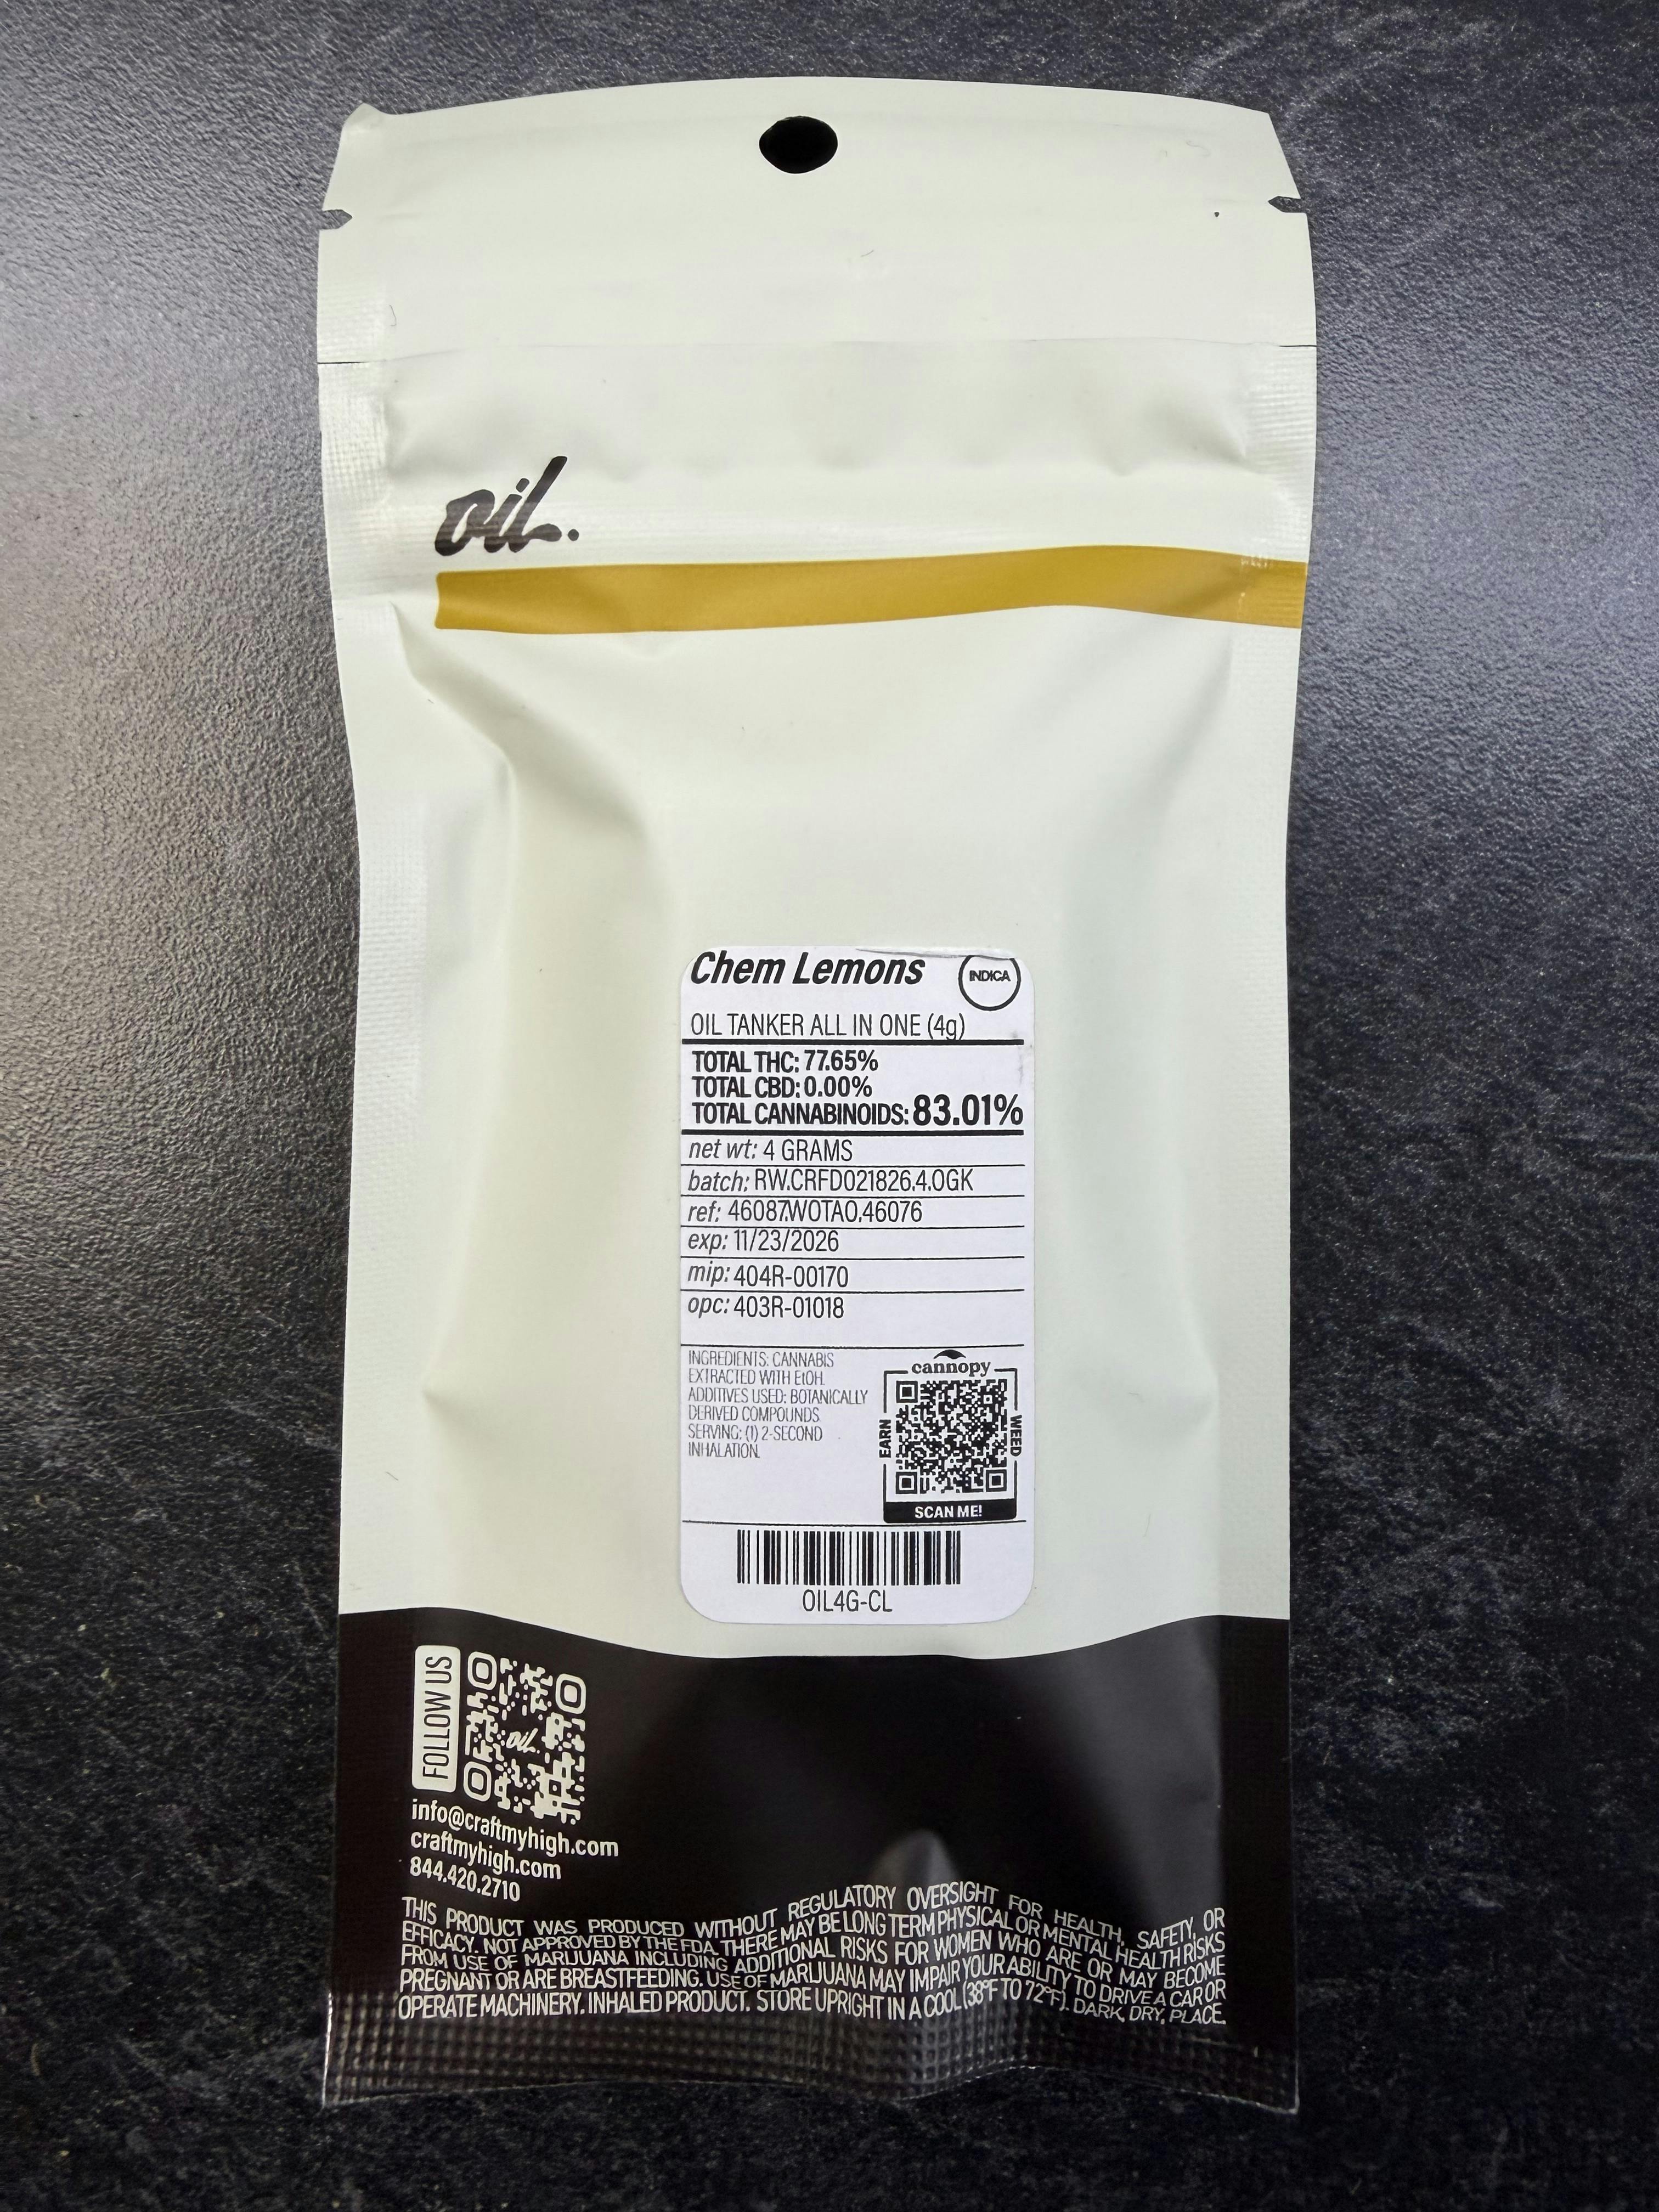 oil.
Chem Lemons
INDICA
OIL TANKER ALL IN ONE (4g)
TOTAL THC: 77.65%
TOTAL CBD: 0.00%
TOTAL CANNABINOIDS: 83.01%
net wt: 4 GRAMS
batch: RW.CRFD021826.4.OGK
ref: 46087.WOTAO.46076
exp: 11/23/2026
mip: 404R-00170
opc: 403R-01018
INGREDIENTS: CANNABIS
EXTRACTED WITH EtOH.
ADDITIVES USED: BOTANICALLY
DERIVED COMPOUNDS.
SERVING: (1) 2-SECOND
INHALATION.
cannopy
EARN
WEED
SCAN ME!
OIL4G-CL
FOLLOW US
oil.
info@craftmyhigh.com
craftmyhigh.com
844.420.2710
THIS PRODUCT WAS PRODUCED WITHOUT REGULATORY OVERSIGHT FOR HEALTH, SAFETY, OR
EFFICACY. NOT APPROVED BY THE FDA. THERE MAY BE LONG TERM PHYSICAL OR MENTAL HEALTH RISKS
FROM USE OF MARIJUANA INCLUDING ADDITIONAL RISKS FOR WOMEN WHO ARE OR MAY BECOME
PREGNANT OR ARE BREASTFEEDING. USE OF MARIJUANA MAY IMPAIR YOUR ABILITY TO DRIVE A CAR OR
OPERATE MACHINERY. INHALED PRODUCT. STORE UPRIGHT IN A COOL (38°F TO 72°F). DARK, DRY, PLACE.